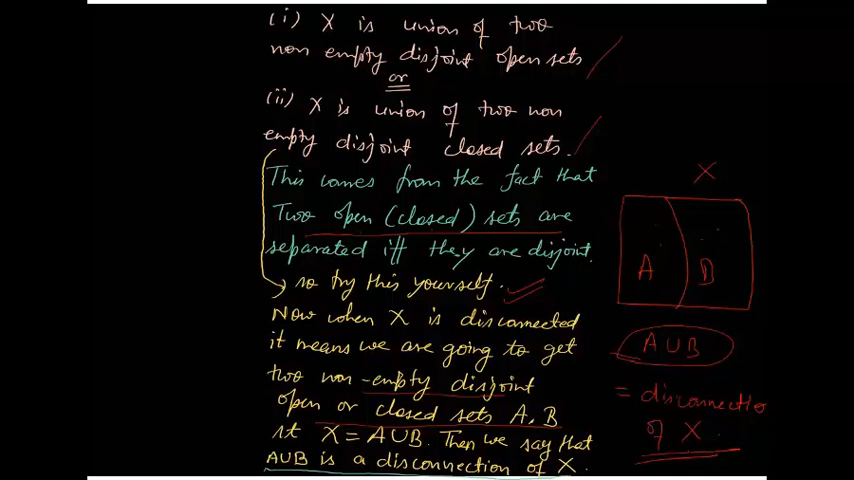 (i) X is union of two
non empty disjoint open sets
or
(ii) X is union of two non
empty disjoint closed sets.
This comes from the fact that
Two open (closed) sets are
separated iff they are disjoint.
so try this yourself.
Now when X is disconnected
it means we are going to get
two non-empty disjoint
open or closed sets A, B
st X = A∪B. Then we say that
A∪B is a disconnection of X.
X
A B
A∪B
= disconnectio
of X.